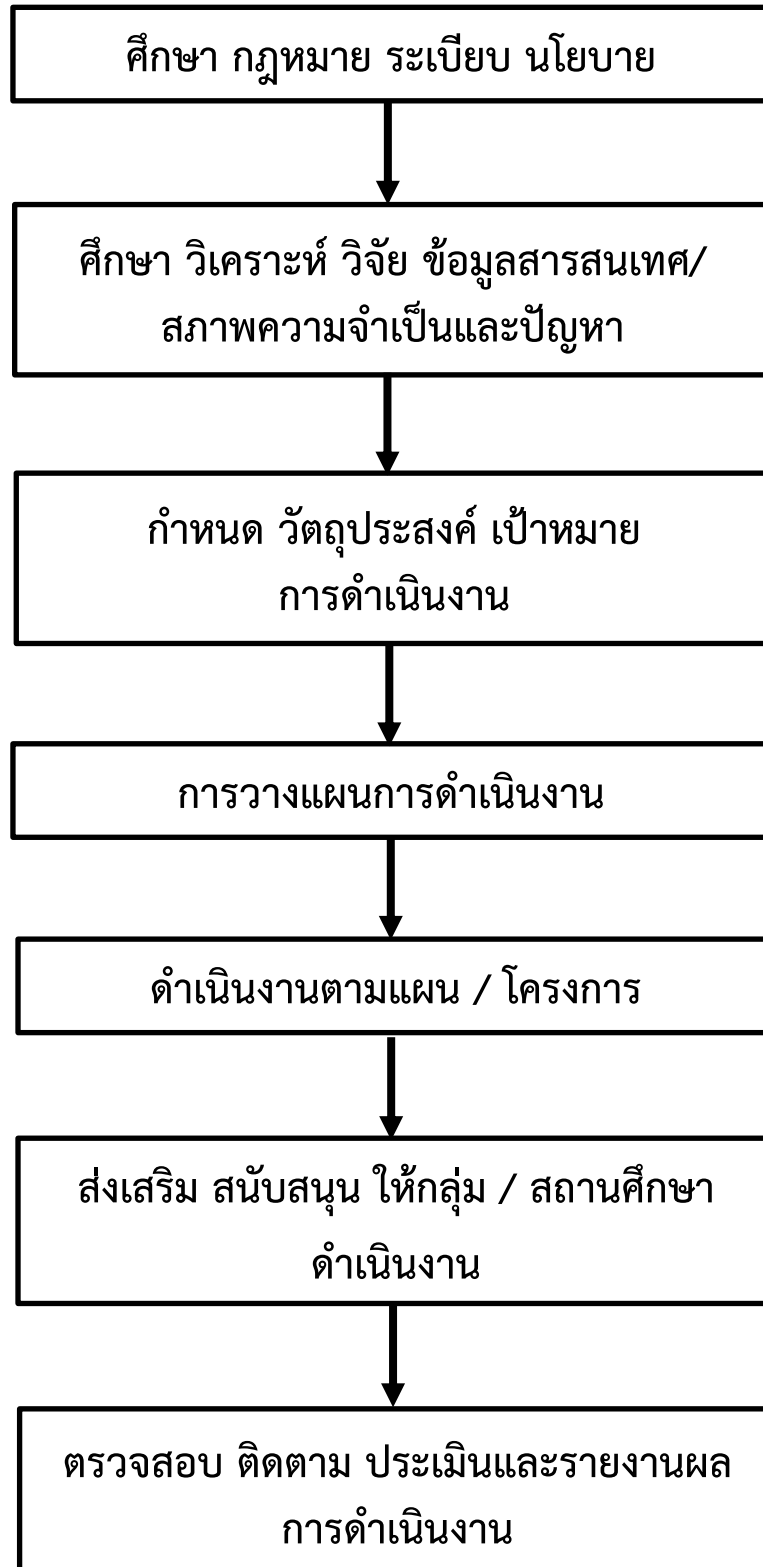 ศึกษา กฎหมาย ระเบียบ นโยบาย
ศึกษา วิเคราะห์ วิจัย ข้อมูลสารสนเทศ/
สภาพความจำเป็นและปัญหา
กำหนด วัตถุประสงค์ เป้าหมาย
การดำเนินงาน
การวางแผนการดำเนินงาน
ดำเนินงานตามแผน / โครงการ
ส่งเสริม สนับสนุน ให้กลุ่ม / สถานศึกษา
ดำเนินงาน
ตรวจสอบ ติดตาม ประเมินและรายงานผล
การดำเนินงาน